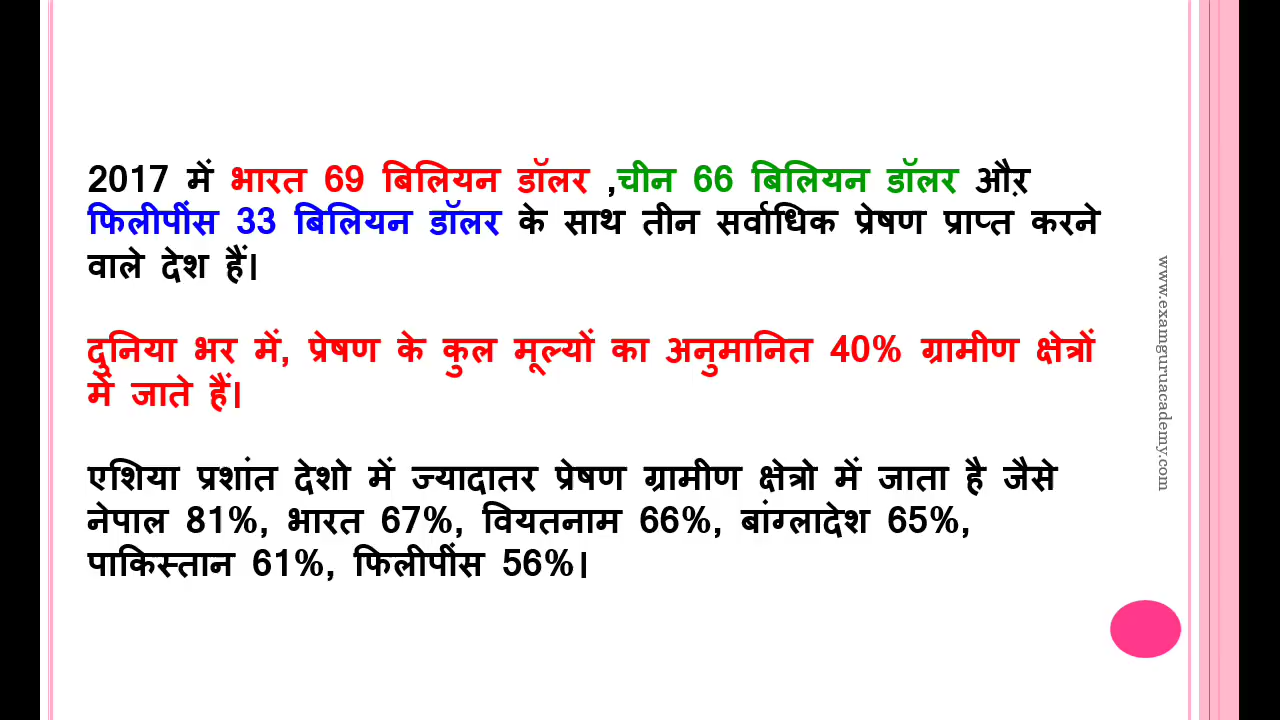 2017 में भारत 69 बिलियन डॉलर ,चीन 66 बिलियन डॉलर औऱ
फिलीपींस 33 बिलियन डॉलर के साथ तीन सर्वाधिक प्रेषण प्राप्त करने
वाले देश हैं।
दुनिया भर में, प्रेषण के कुल मूल्यों का अनुमानित 40% ग्रामीण क्षेत्रों
में जाते हैं।
एशिया प्रशांत देशो में ज्यादातर प्रेषण ग्रामीण क्षेत्रो में जाता है जैसे
नेपाल 81%, भारत 67%, वियतनाम 66%, बांग्लादेश 65%,
पाकिस्तान 61%, फिलीपींस 56%।
www.examguruacademy.com